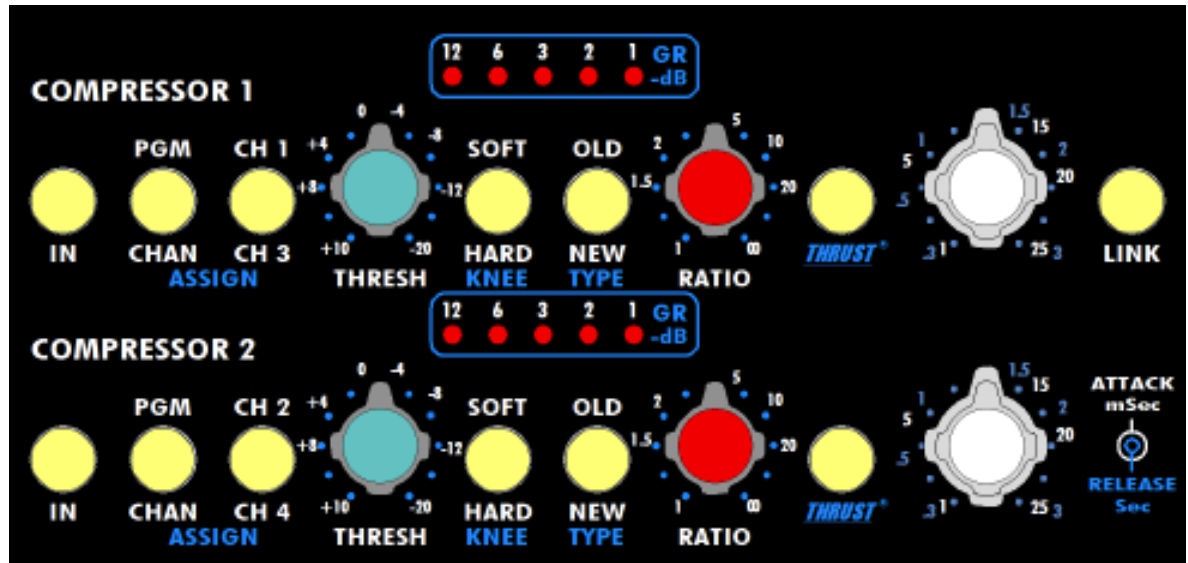 12 6 3 2 1 GR
-dB
COMPRESSOR 1
0 -4
1.5
PGM CH 1 +4 -8 SOFT OLD 2 5 10 1 15 2
5 20
+8 -12 1.5 20 .5
IN CHAN CH 3 +10 -20 HARD NEW 1 ∞ THRUST® .3 1 25 3 LINK
ASSIGN THRESH KNEE TYPE RATIO
12 6 3 2 1 GR
-dB
COMPRESSOR 2
0 -4
1.5
PGM CH 2 +4 -8 SOFT OLD 2 5 10 1 15 2 ATTACK
mSec
5 20
+8 -12 1.5 20 .5
RELEASE
Sec
IN CHAN CH 4 +10 -20 HARD NEW 1 ∞ THRUST® .3 1 25 3
ASSIGN THRESH KNEE TYPE RATIO